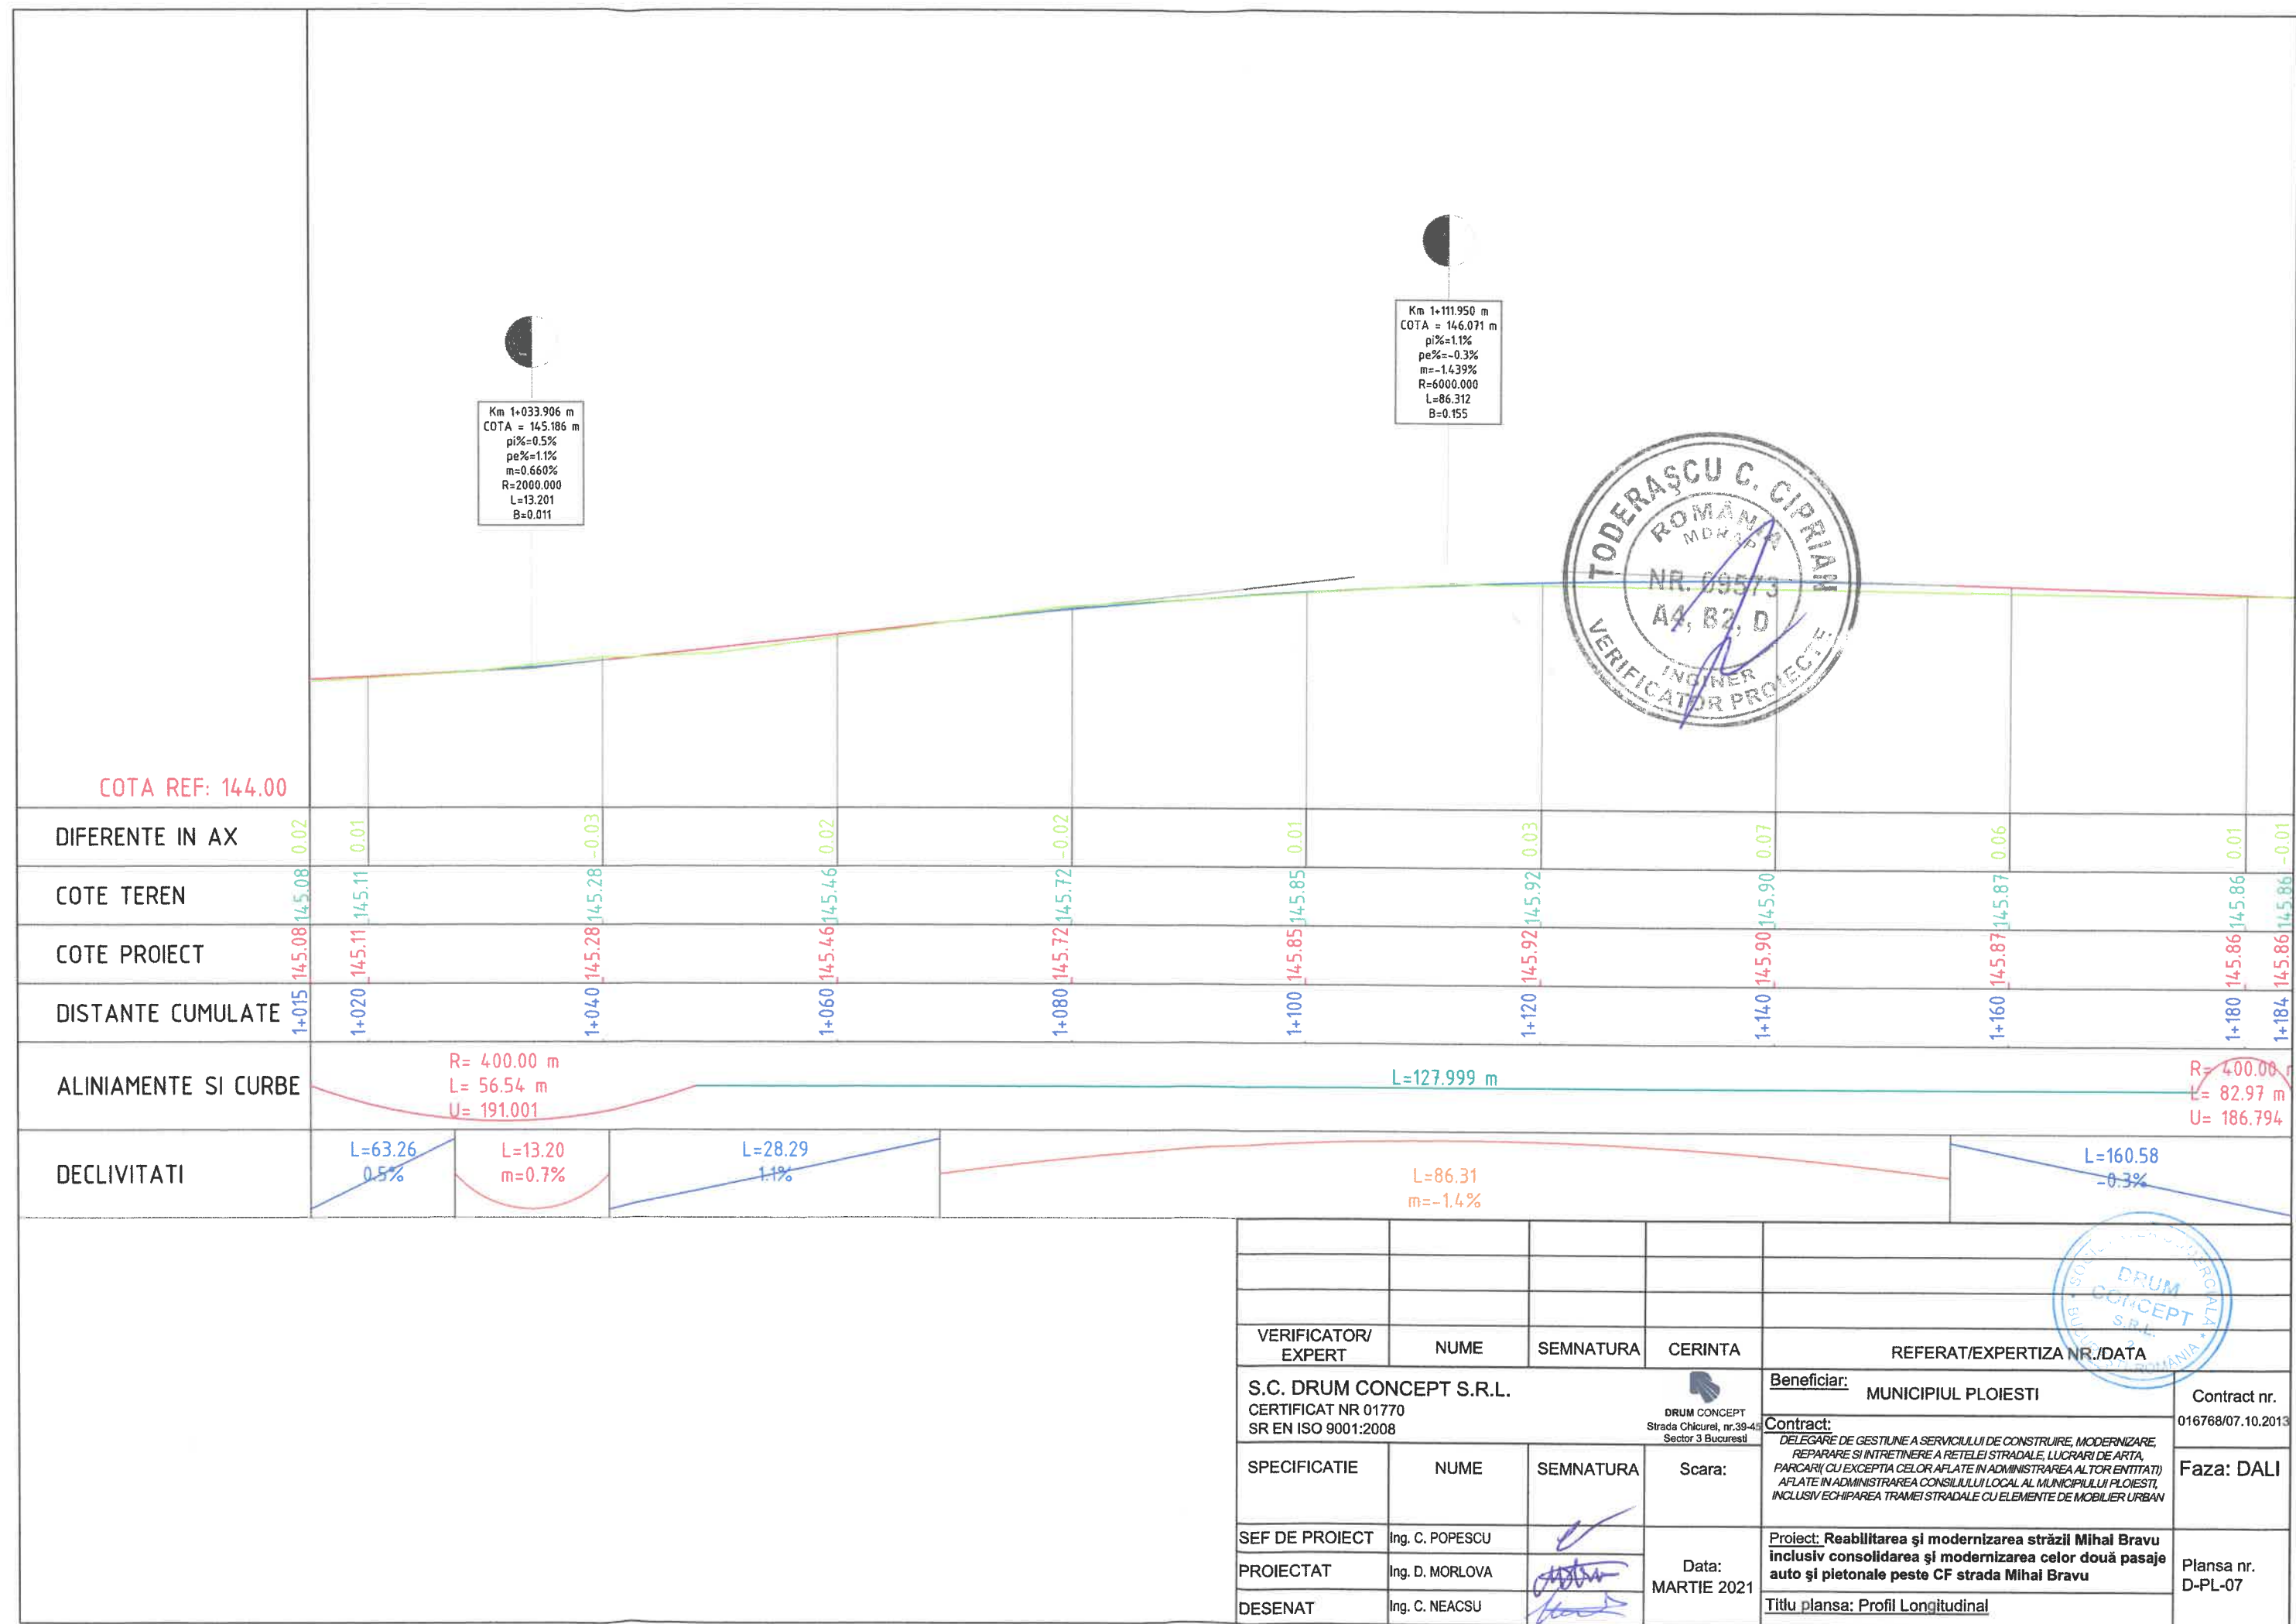 Km 1+033.906 m
COTA = 145.186 m
pi%=0.5%
pe%=1.1%
m=0.660%
R=2000.000
L=13.201
B=0.011
Km 1+111.950 m
COTA = 146.071 m
pi%=1.1%
pe%=-0.3%
m=-1.439%
R=6000.000
L=86.312
B=0.155
TODERAŞCU C. CIPRIAN
ROMÂNIA
MDRAP
NR. 09573
A4, B2, D
INGINER
VERIFICATOR PROIECTE
COTA REF: 144.00
DIFERENTE IN AX 0.02 0.01 -0.03 0.02 -0.02 0.01 0.03 0.07 0.06 0.01 -0.01
COTE TEREN 145.08 145.11 145.28 145.46 145.72 145.85 145.92 145.90 145.87 145.86 145.86
COTE PROIECT 145.08 145.11 145.28 145.46 145.72 145.85 145.92 145.90 145.87 145.86 145.86
DISTANTE CUMULATE 1+015 1+020 1+040 1+060 1+080 1+100 1+120 1+140 1+160 1+180 1+184
ALINIAMENTE SI CURBE
R= 400.00 m
L= 56.54 m
U= 191.001
L=127.999 m
R= 400.00 m
L= 82.97 m
U= 186.794
DECLIVITATI
L=63.26
0.5%
L=13.20
m=0.7%
L=28.29
1.1%
L=86.31
m=-1.4%
L=160.58
-0.3%
DRUM
CONCEPT
S.R.L.
VERIFICATOR/
EXPERT
NUME
SEMNATURA
CERINTA
REFERAT/EXPERTIZA NR./DATA
S.C. DRUM CONCEPT S.R.L.
CERTIFICAT NR 01770
SR EN ISO 9001:2008
DRUM CONCEPT
Strada Chicurei, nr.39-45
Sector 3 Bucuresti
Beneficiar:
MUNICIPIUL PLOIESTI
Contract nr.
016768/07.10.2013
Contract:
DELEGARE DE GESTIUNE A SERVICIULUI DE CONSTRUIRE, MODERNIZARE,
REPARARE SI INTRETINERE A RETELEI STRADALE, LUCRARI DE ARTA,
PARCARI( CU EXCEPTIA CELOR AFLATE IN ADMINISTRAREA ALTOR ENTITATI)
AFLATE IN ADMINISTRAREA CONSILIULUI LOCAL AL MUNICIPIULUI PLOIESTI,
INCLUSIV ECHIPAREA TRAMEI STRADALE CU ELEMENTE DE MOBILIER URBAN
Faza: DALI
SPECIFICATIE
NUME
SEMNATURA
Scara:
SEF DE PROIECT Ing. C. POPESCU
PROIECTAT Ing. D. MORLOVA
DESENAT Ing. C. NEACSU
Data:
MARTIE 2021
Proiect: Reabilitarea şi modernizarea străzii Mihai Bravu
inclusiv consolidarea şi modernizarea celor două pasaje
auto şi pietonale peste CF strada Mihai Bravu
Titlu plansa: Profil Longitudinal
Plansa nr.
D-PL-07